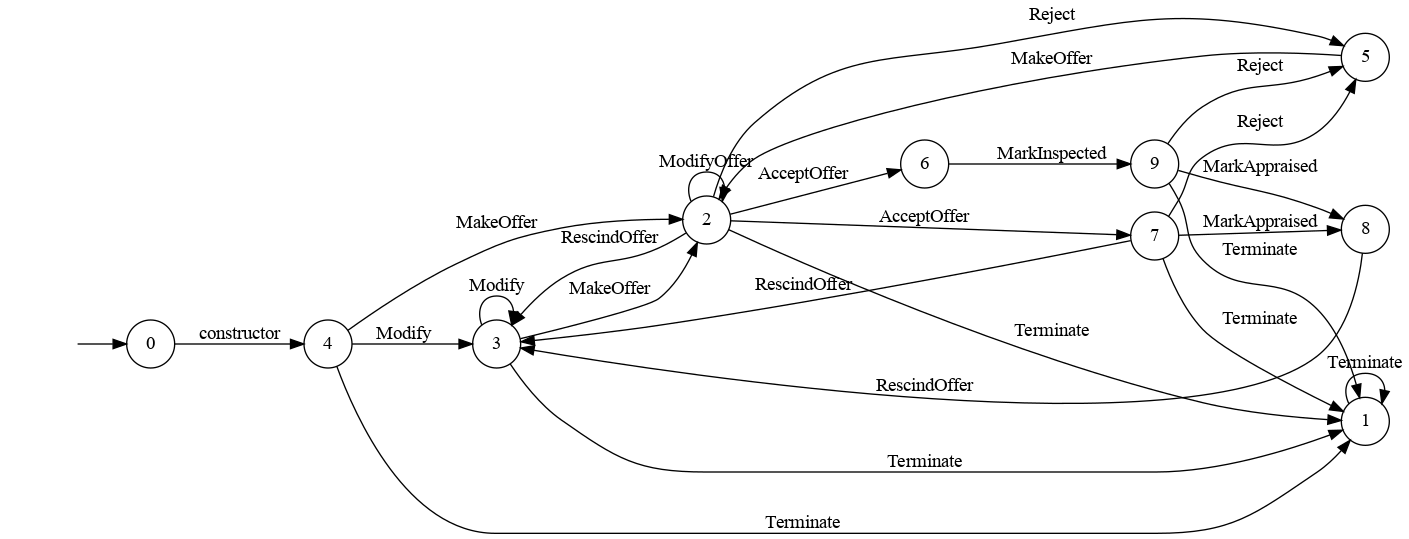 Reject
5
MakeOffer
Reject
Reject
ModifyOffer
6
MarkInspected
9
MarkAppraised
AcceptOffer
2
AcceptOffer
MakeOffer
RescindOffer
7
MarkAppraised
8
Terminate
Modify
MakeOffer
RescindOffer
Terminate
Terminate
0
constructor
4
Modify
3
Terminate
RescindOffer
1
Terminate
Terminate